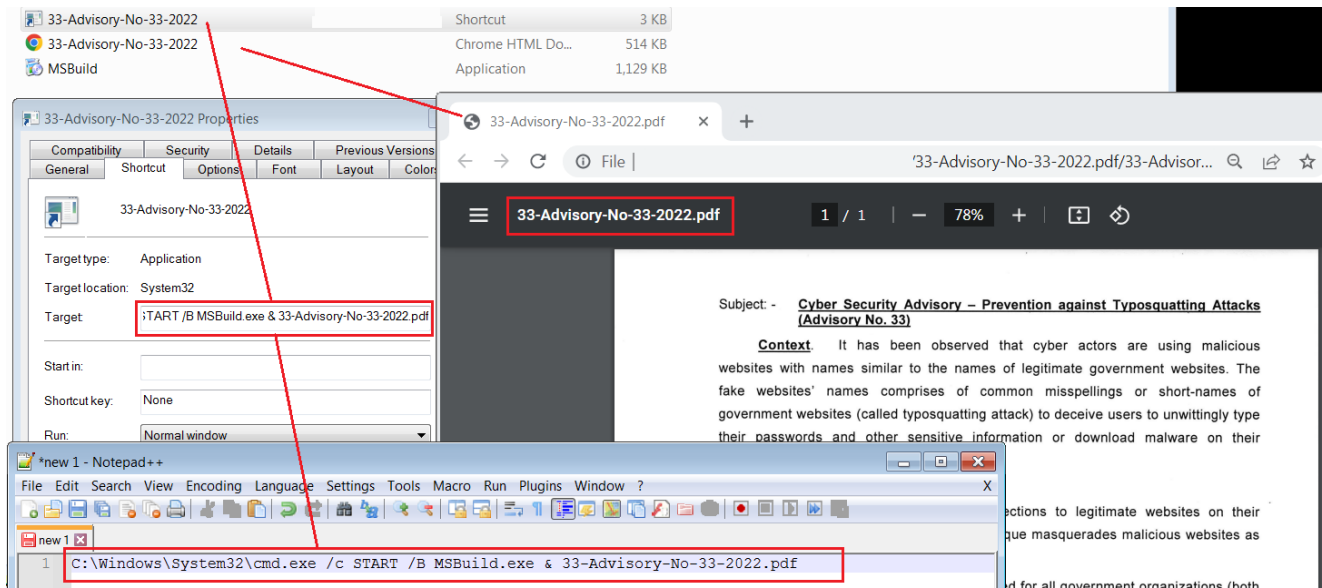 33-Advisory-No-33-2022 Shortcut 3 KB
33-Advisory-No-33-2022 Chrome HTML Do... 514 KB
MSBuild Application 1,129 KB
33-Advisory-No-33-2022 Properties
Compatibility Security Details Previous Versions
General Shortcut Options Font Layout Colors
33-Advisory-No-33-2022
Target type: Application
Target location: System32
Target: START /B MSBuild.exe & 33-Advisory-No-33-2022.pdf
Start in:
Shortcut key: None
Run: Normal window
33-Advisory-No-33-2022.pdf × +
File '33-Advisory-No-33-2022.pdf/33-Advisor...
33-Advisory-No-33-2022.pdf 1 / 1 78%
Subject: - Cyber Security Advisory – Prevention against Typosquatting Attacks
(Advisory No. 33)
Context. It has been observed that cyber actors are using malicious
websites with names similar to the names of legitimate government websites. The
fake websites' names comprises of common misspellings or short-names of
government websites (called typosquatting attack) to deceive users to unwittingly type
their passwords and other sensitive information or download malware on their
ections to legitimate websites on their
que masquerades malicious websites as
d for all government organizations (both
*new 1 - Notepad++
File Edit Search View Encoding Language Settings Tools Macro Run Plugins Window ? X
new 1
1 C:\Windows\System32\cmd.exe /c START /B MSBuild.exe & 33-Advisory-No-33-2022.pdf